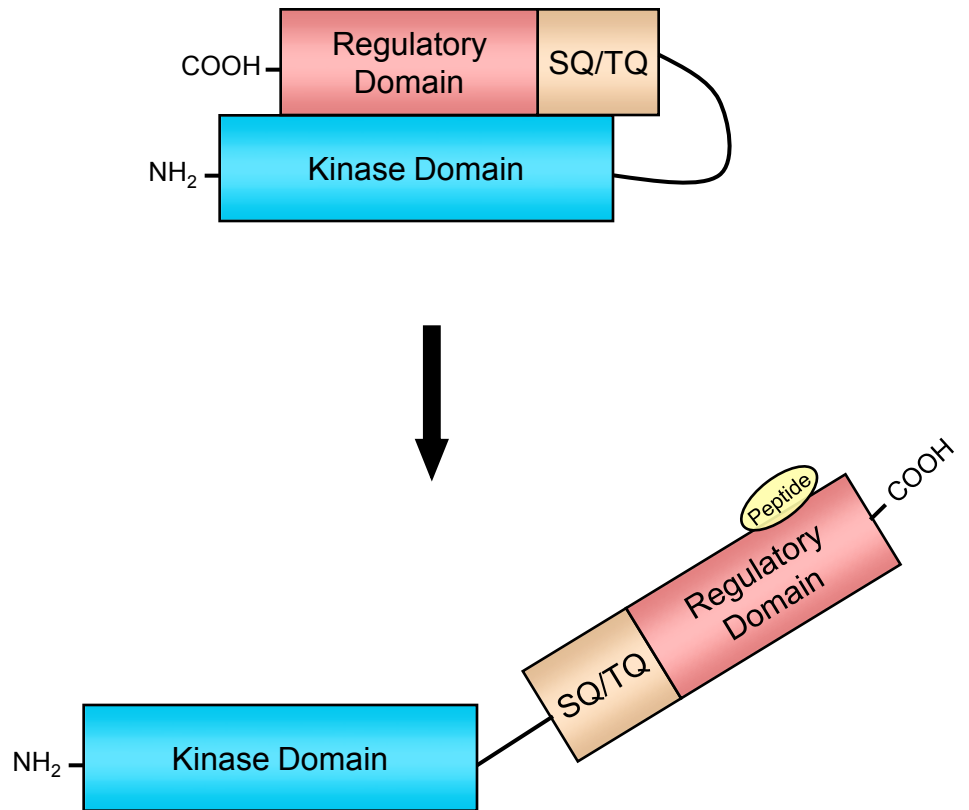 Regulatory
Domain
SQ/TQ
COOH
Kinase Domain
NH₂
Peptide
COOH
Regulatory
Domain
SQ/TQ
Kinase Domain
NH₂